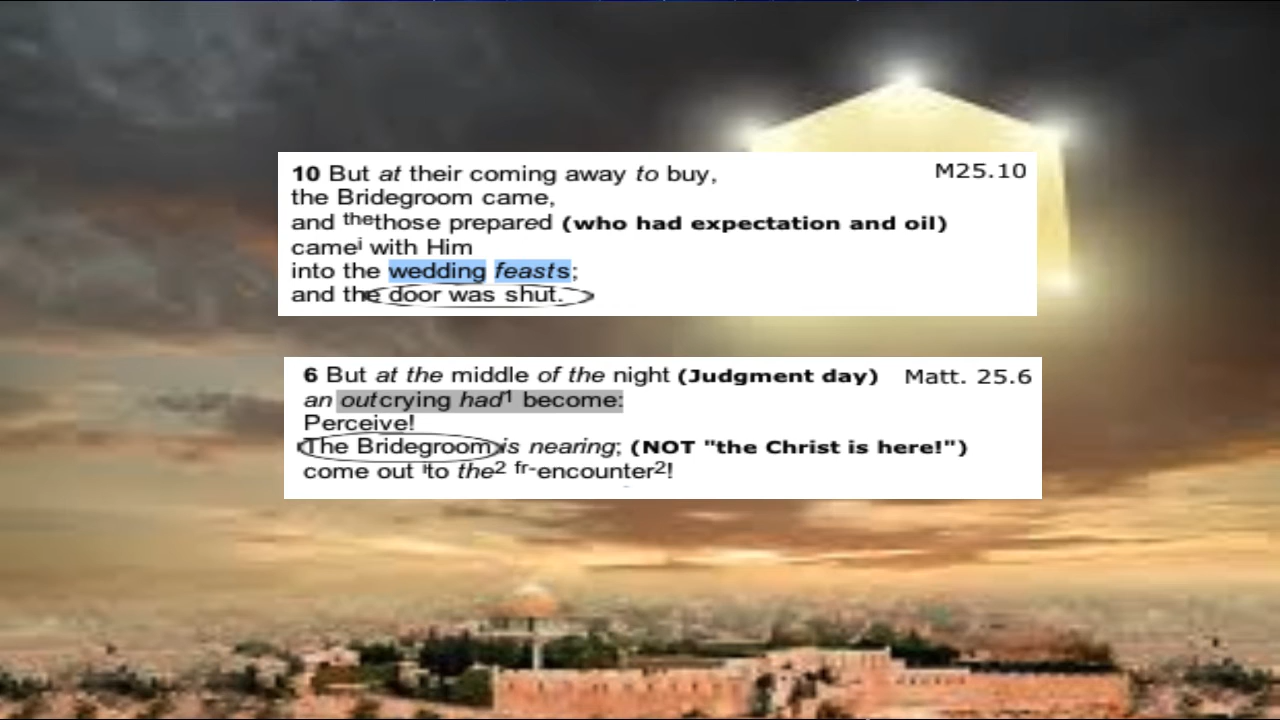 10 But at their coming away to buy, M25.10
the Bridegroom came,
and thethose prepared (who had expectation and oil)
camei with Him
into the wedding feasts;
and the door was shut.
6 But at the middle of the night (Judgment day) Matt. 25.6
an outcrying had1 become:
Perceive!
The Bridegroom is nearing; (NOT "the Christ is here!")
come out to the2 fr-encounter2!